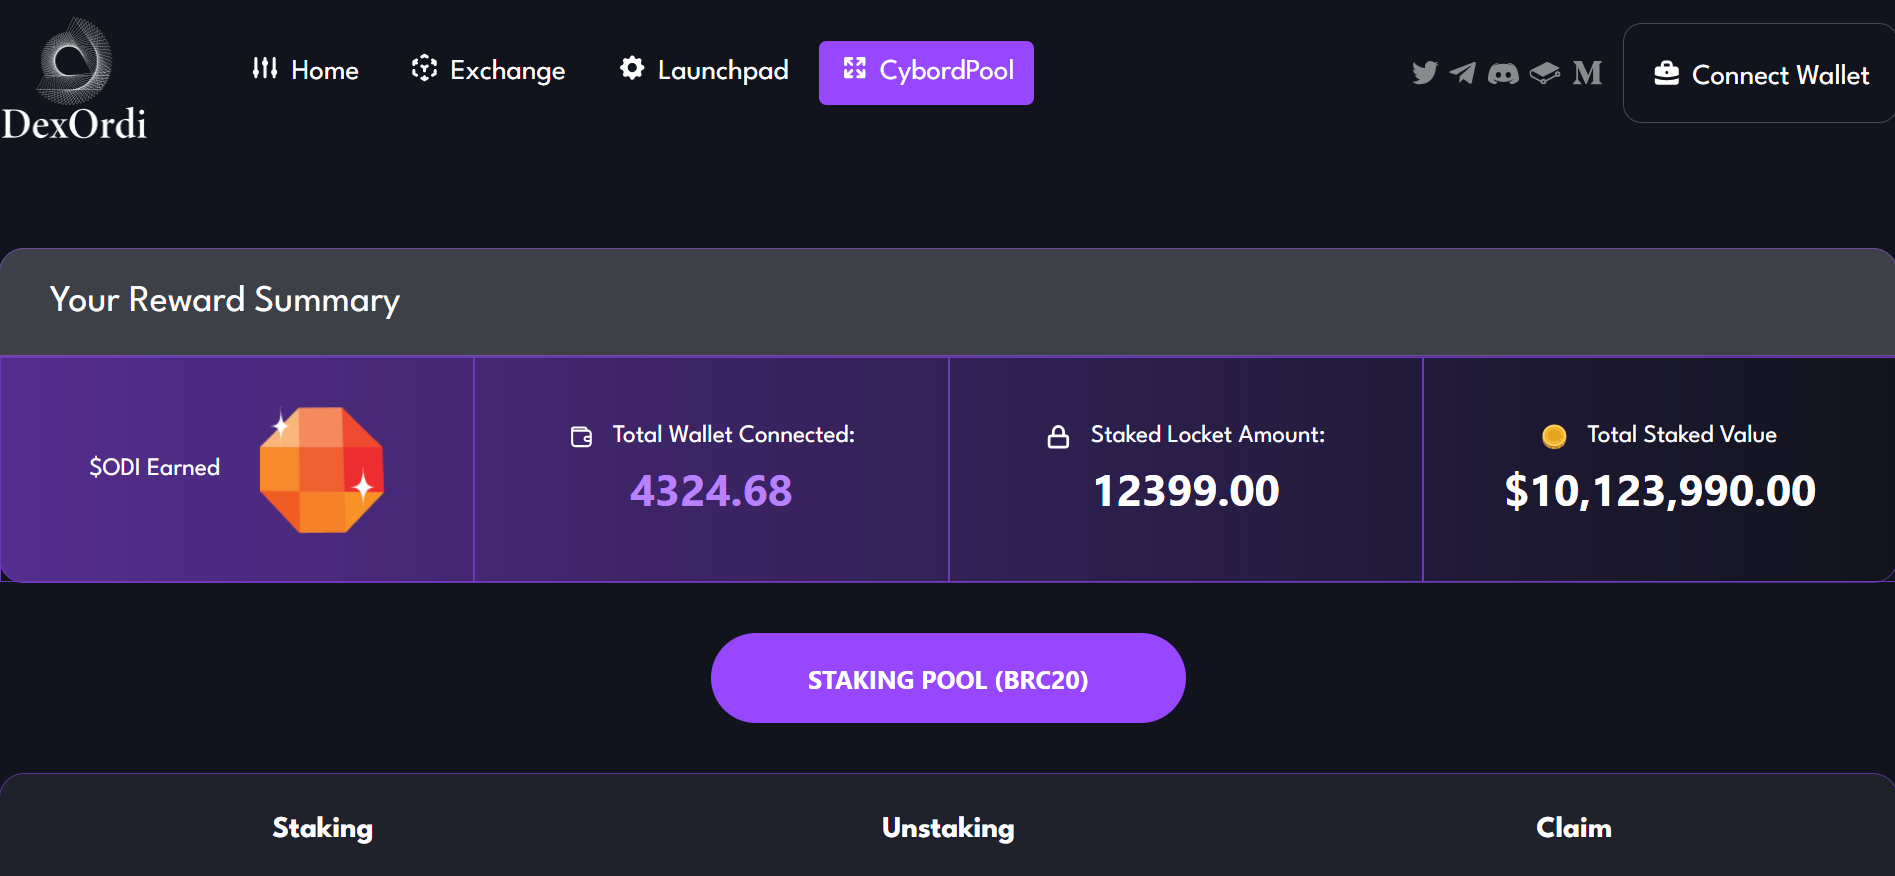 DexOrdi
Home
Exchange
Launchpad
CybordPool
Connect Wallet
Your Reward Summary
$ODI Earned
Total Wallet Connected:
4324.68
Staked Locket Amount:
12399.00
Total Staked Value
$10,123,990.00
STAKING POOL (BRC20)
Staking
Unstaking
Claim